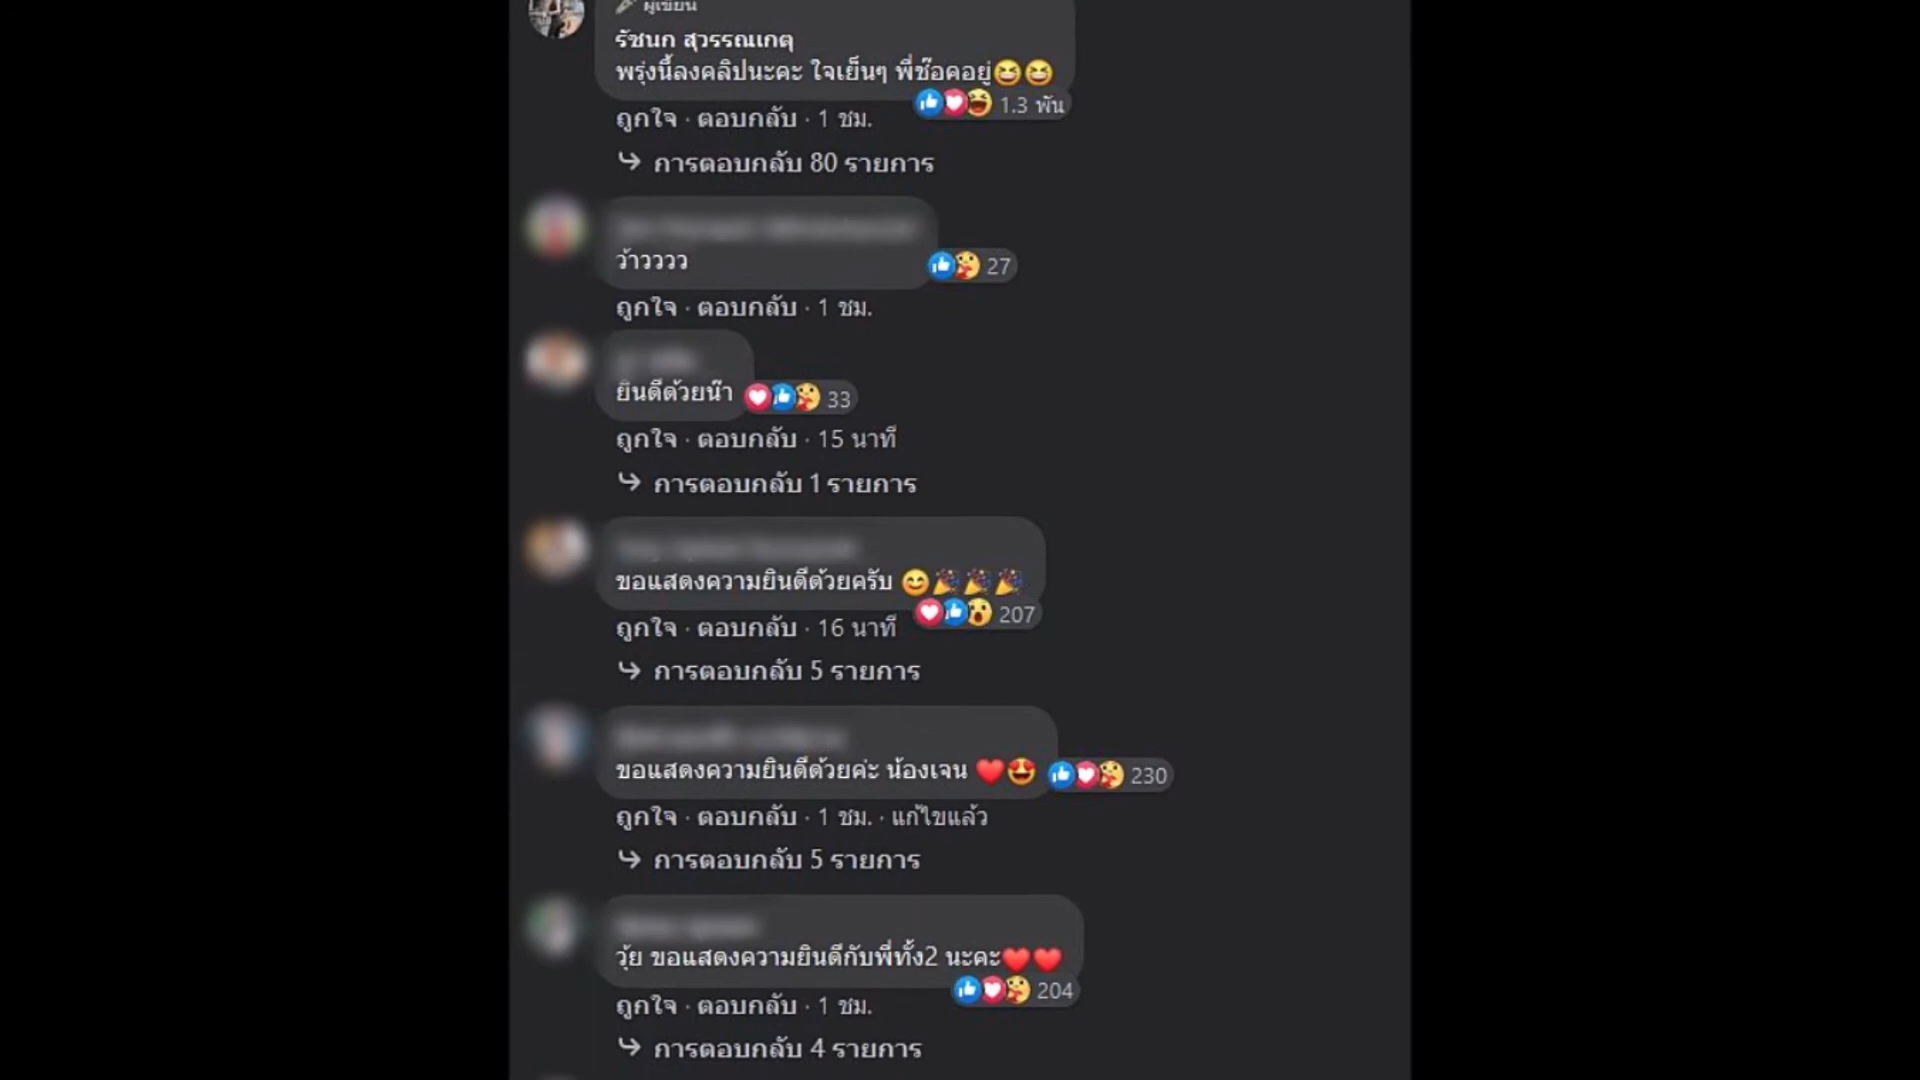 ผู้เขียน
รัชนก สุวรรณเกตุ
พรุ่งนี้ลงคลิปนะคะ ใจเย็นๆ พี่ช๊อคอยู่😆😆
1.3 พัน
ถูกใจ · ตอบกลับ · 1 ชม.
การตอบกลับ 80 รายการ
ว้าวววว
27
ถูกใจ · ตอบกลับ · 1 ชม.
ยินดีด้วยน๊า
33
ถูกใจ · ตอบกลับ · 15 นาที
การตอบกลับ 1 รายการ
ขอแสดงความยินดีด้วยครับ 😊🎉🎉🎉
207
ถูกใจ · ตอบกลับ · 16 นาที
การตอบกลับ 5 รายการ
ขอแสดงความยินดีด้วยค่ะ น้องเจน ❤️🤩
230
ถูกใจ · ตอบกลับ · 1 ชม. · แก้ไขแล้ว
การตอบกลับ 5 รายการ
วุ้ย ขอแสดงความยินดีกับพี่ทั้ง2 นะคะ❤️❤️
204
ถูกใจ · ตอบกลับ · 1 ชม.
การตอบกลับ 4 รายการ